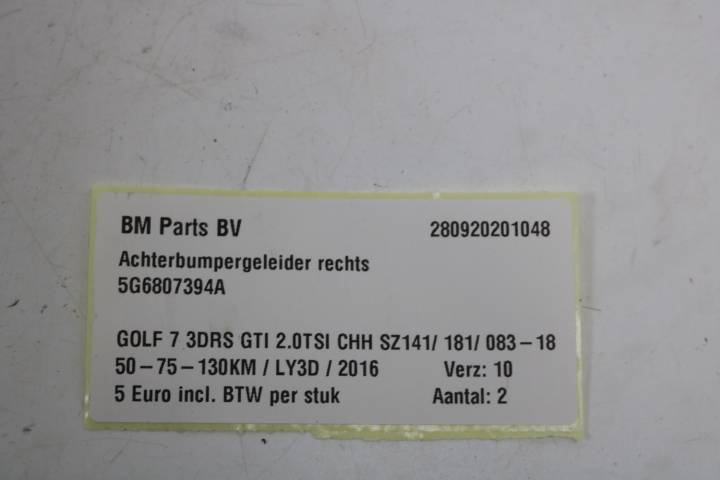 BM Parts BV 280920201048
Achterbumpergeleider rechts
5G6807394A
GOLF 7 3DRS GTI 2.0TSI CHH SZ141/ 181/ 083-18
50-75-130KM / LY3D / 2016 Verz: 10
5 Euro incl. BTW per stuk Aantal: 2